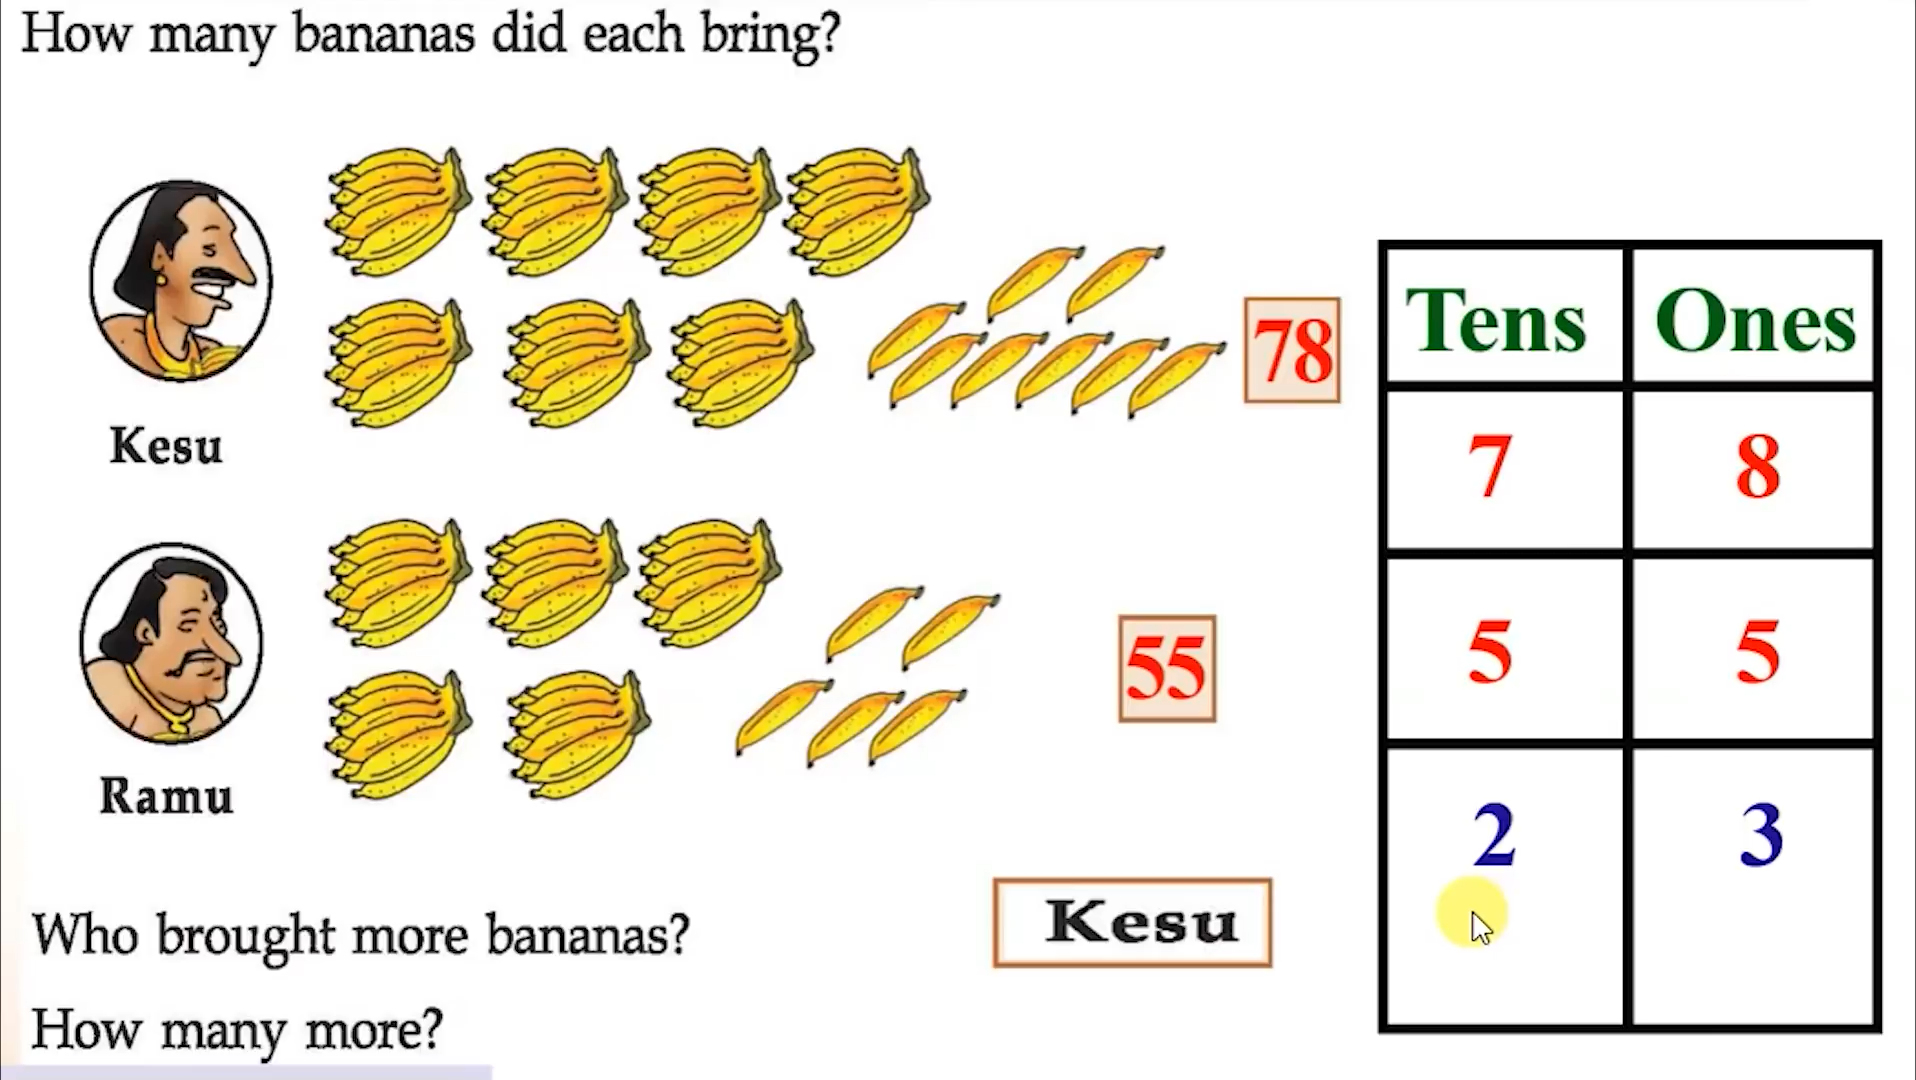 How many bananas did each bring?
78
Kesu
55
Ramu
Tens Ones
7 8
5 5
2 3
Who brought more bananas?
Kesu
How many more?